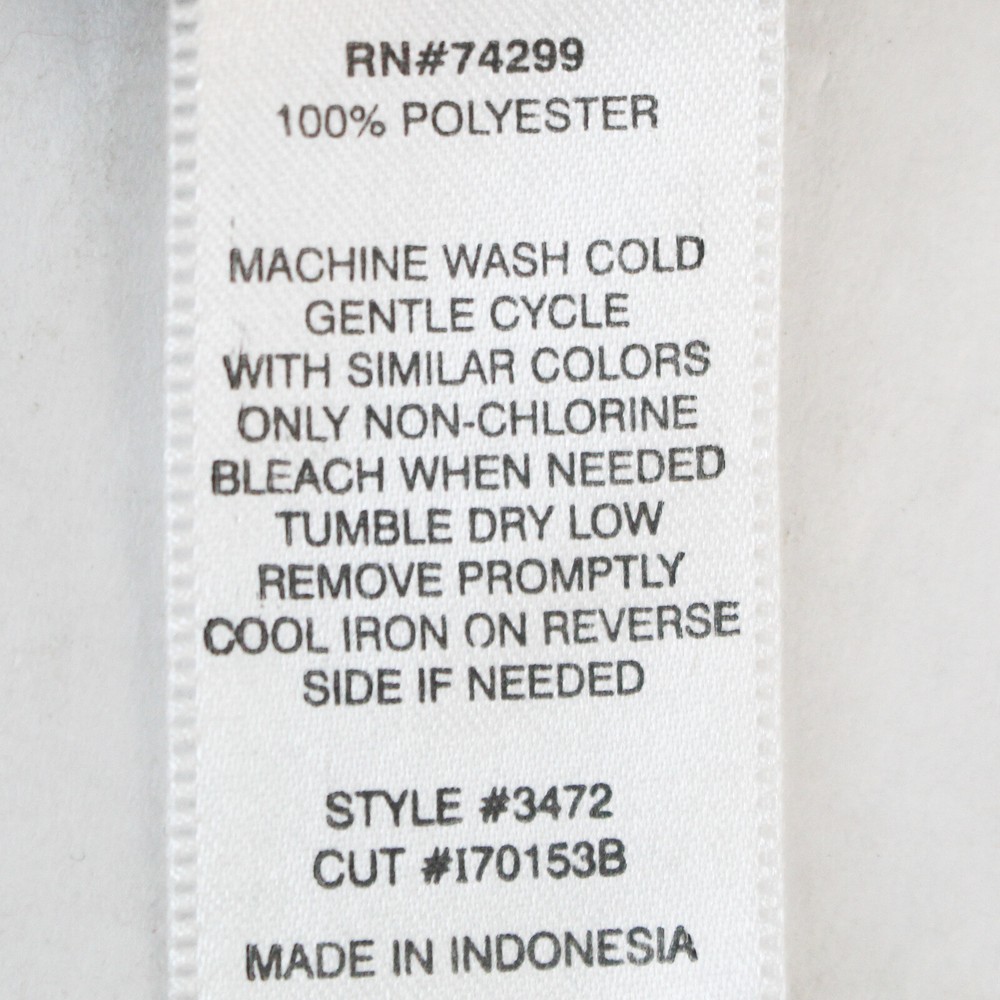 RN#74299
100% POLYESTER
MACHINE WASH COLD
GENTLE CYCLE
WITH SIMILAR COLORS
ONLY NON-CHLORINE
BLEACH WHEN NEEDED
TUMBLE DRY LOW
REMOVE PROMPTLY
COOL IRON ON REVERSE
SIDE IF NEEDED
STYLE #3472
CUT #I70153B
MADE IN INDONESIA